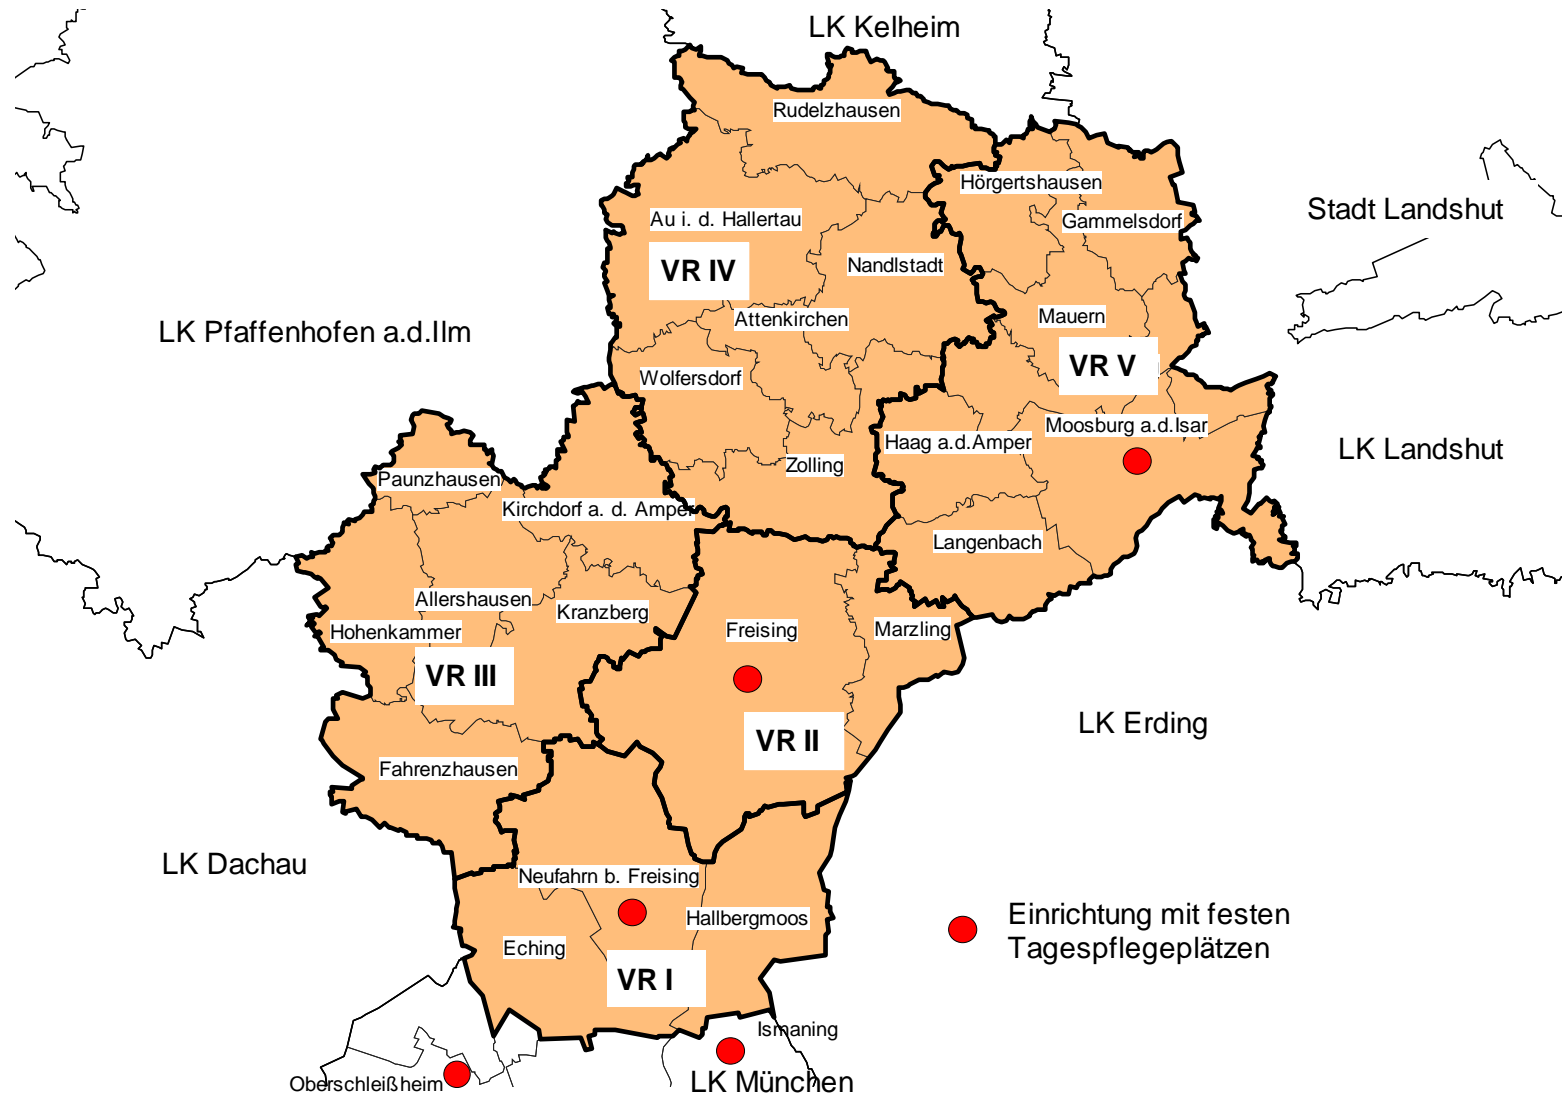 LK Kelheim
Rudelzhausen
Hörgertshausen
Stadt Landshut
Au i. d. Hallertau
Gammelsdorf
VR IV
Nandlstadt
Attenkirchen
Mauern
LK Pfaffenhofen a.d.Ilm
VR V
Wolfersdorf
Moosburg a.d.Isar
Haag a.d.Amper
LK Landshut
Zolling
Paunzhausen
Kirchdorf a. d. Amper
Langenbach
Allershausen
Kranzberg
Hohenkammer
Freising
Marzling
VR III
LK Erding
VR II
Fahrenzhausen
LK Dachau
Neufahrn b. Freising
Hallbergmoos
Einrichtung mit festen
Tagespflegeplätzen
Eching
VR I
Ismaning
Oberschleißheim
LK München